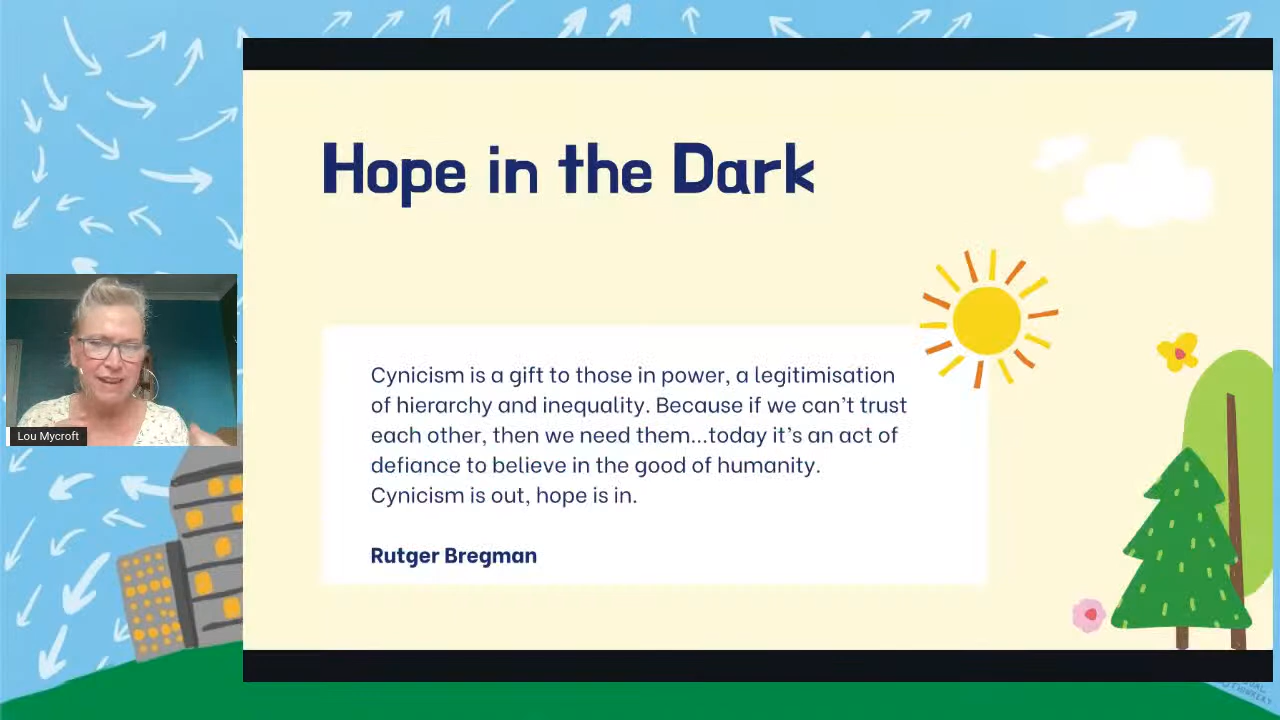 Hope in the Dark
Cynicism is a gift to those in power, a legitimisation
of hierarchy and inequality. Because if we can't trust
each other, then we need them...today it's an act of
defiance to believe in the good of humanity.
Cynicism is out, hope is in.
Rutger Bregman
Lou Mycroft